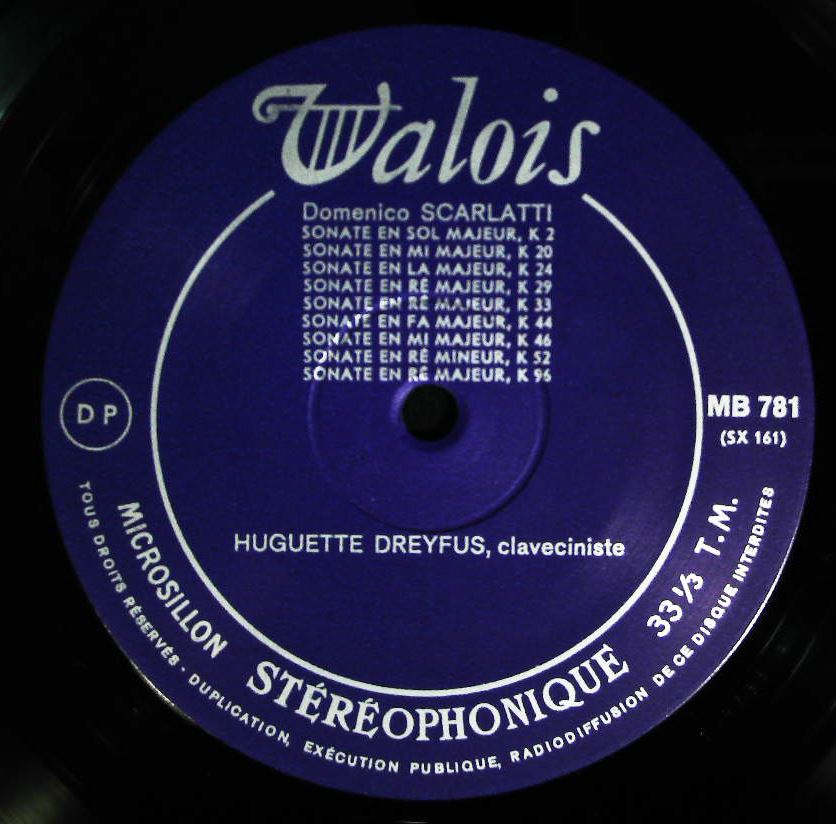 Valois
Domenico SCARLATTI
SONATE EN SOL MAJEUR, K 2
SONATE EN MI MAJEUR, K 20
SONATE EN LA MAJEUR, K 24
SONATE EN RÉ MAJEUR, K 29
SONATE EN RÉ MAJEUR, K 33
SONATE EN FA MAJEUR, K 44
SONATE EN MI MAJEUR, K 46
SONATE EN RÉ MINEUR, K 52
SONATE EN RÉ MAJEUR, K 96
D P
MB 781
(SX 161)
HUGUETTE DREYFUS, claveciniste
MICROSILLON STÉRÉOPHONIQUE 33 1/3 T.M.
TOUS DROITS RÉSERVÉS - DUPLICATION, EXÉCUTION PUBLIQUE, RADIODIFFUSION DE CE DISQUE INTERDITES